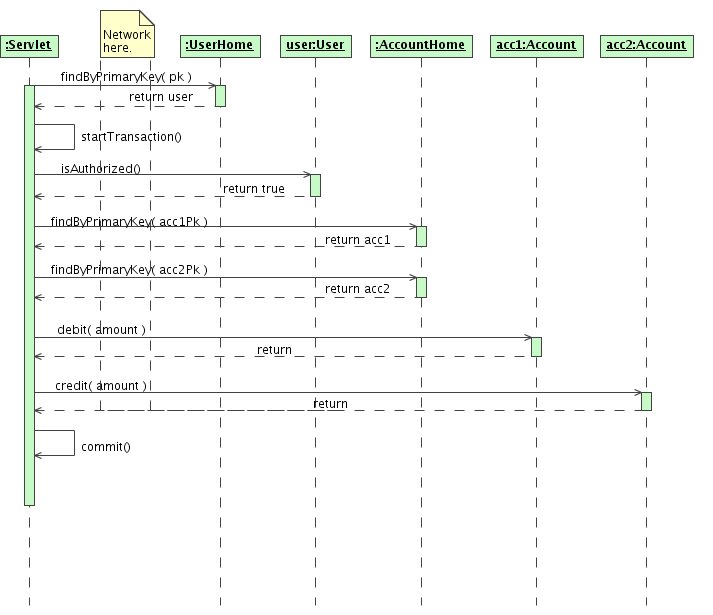 Network
here.
:Servlet
:UserHome
user:User
:AccountHome
acc1:Account
acc2:Account
findByPrimaryKey( pk )
return user
startTransaction()
isAuthorized()
return true
findByPrimaryKey( acc1Pk )
return acc1
findByPrimaryKey( acc2Pk )
return acc2
debit( amount )
return
credit( amount )
return
commit()